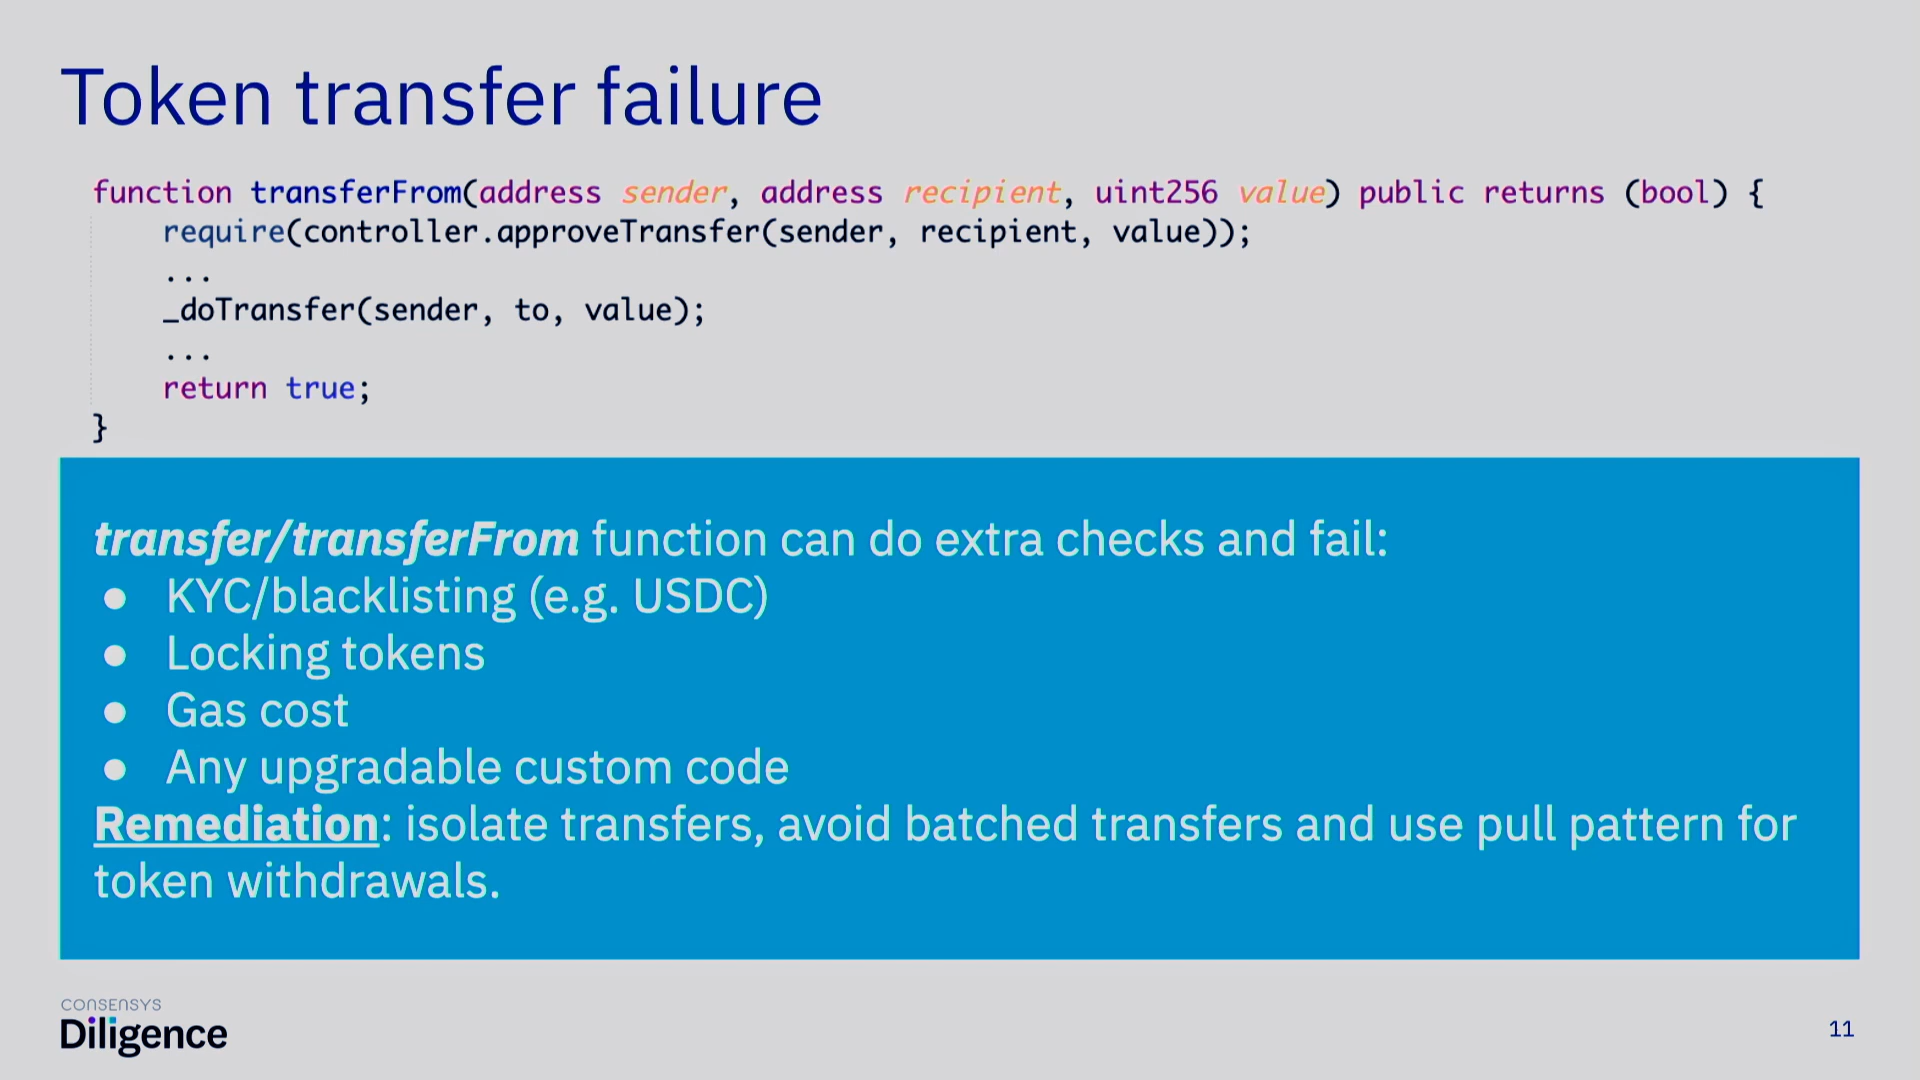 Token transfer failure
function transferFrom(address sender, address recipient, uint256 value) public returns (bool) {
require(controller.approveTransfer(sender, recipient, value));
...
_doTransfer(sender, to, value);
...
return true;
}
transfer/transferFrom function can do extra checks and fail:
● KYC/blacklisting (e.g. USDC)
● Locking tokens
● Gas cost
● Any upgradable custom code
Remediation: isolate transfers, avoid batched transfers and use pull pattern for
token withdrawals.
CONSENSYS
Diligence
11